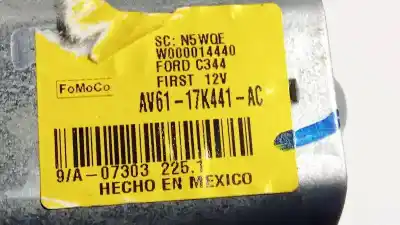 SC: N5WQE
W000014440
FORD C344
FIRST 12V
FoMoCo
AV61-17K441-AC
9/A-07303 225.1
HECHO EN MEXICO